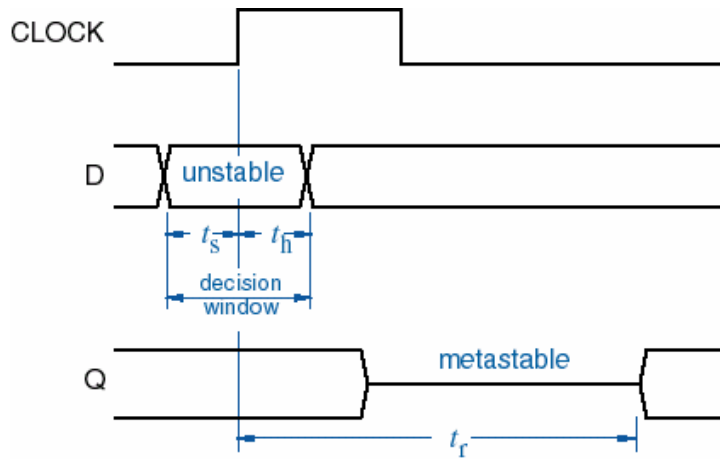 CLOCK
D
unstable
ts
th
decision
window
Q
metastable
tr